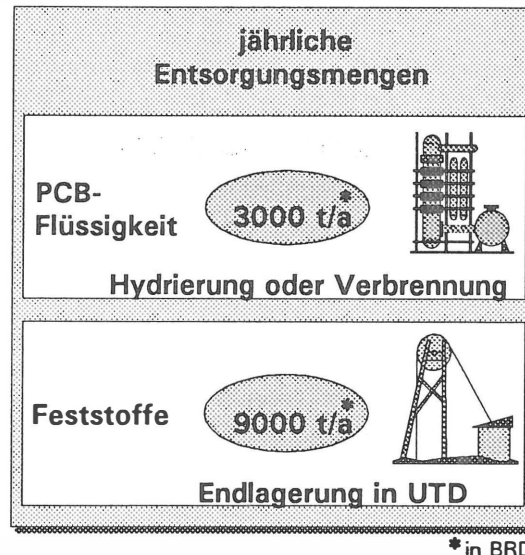 jährliche
Entsorgungsmengen
PCB-
Flüssigkeit
3000 t/a*
Hydrierung oder Verbrennung
Feststoffe
9000 t/a*
Endlagerung in UTD
* in BRD